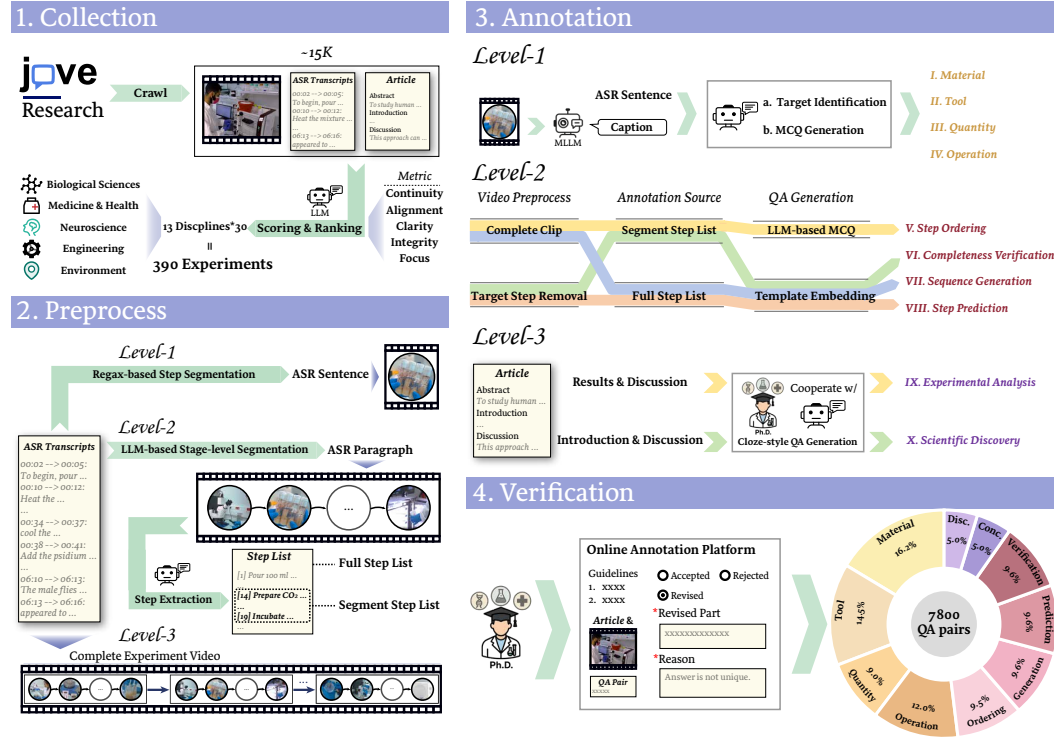 1. Collection
jove
Research
Crawl
~15K
ASR Transcripts
00:02 --> 00:05:
To begin, pour ...
00:10 --> 00:12:
Heat the mixture ...
...
06:13 --> 06:16:
appeared to ...
Article
Abstract
To study human ...
Introduction
...
Discussion
This approach can ...
Biological Sciences
Medicine & Health
Neuroscience
Engineering
Environment
13 Discplines*30
=
390 Experiments
LLM
Scoring & Ranking
Metric
Continuity
Alignment
Clarity
Integrity
Focus
2. Preprocess
Level-1
Regax-based Step Segmentation
ASR Sentence
Level-2
LLM-based Stage-level Segmentation
ASR Paragraph
ASR Transcripts
00:02 --> 00:05:
To begin, pour ...
00:10 --> 00:12:
Heat the ...
...
00:34 --> 00:37:
cool the ...
00:38 --> 00:41:
Add the psidium ...
...
06:10 --> 06:13:
The male flies ...
06:13 --> 06:16:
appeared to ...
...
Step Extraction
Step List
[1] Pour 100 ml ...
...
[14] Prepare CO₂ ...
...
[19] Incubate ...
...
Full Step List
Segment Step List
Level-3
Complete Experiment Video
...
... ... ...
3. Annotation
Level-1
MLLM
ASR Sentence
Caption
a. Target Identification
b. MCQ Generation
I. Material
II. Tool
III. Quantity
IV. Operation
Level-2
Video Preprocess
Annotation Source
QA Generation
Complete Clip
Segment Step List
LLM-based MCQ
Target Step Removal
Full Step List
Template Embedding
V. Step Ordering
VI. Completeness Verification
VII. Sequence Generation
VIII. Step Prediction
Level-3
Article
Abstract
To study human ...
Introduction
...
Discussion
This approach ...
Results & Discussion
Introduction & Discussion
Cooperate w/
Ph.D.
Cloze-style QA Generation
IX. Experimental Analysis
X. Scientific Discovery
4. Verification
Ph.D.
Online Annotation Platform
Guidelines
1. XXXX
2. XXXX
Article &
QA Pair
xxxxx
Accepted
Rejected
Revised
*Revised Part
xxxxxxxxxxxxx
*Reason
Answer is not unique.
7800
QA pairs
Disc.
5.0%
Conc.
5.0%
Verification
9.6%
Prediction
9.6%
Generation
9.6%
Ordering
9.5%
Operation
12.0%
Quantity
9.0%
Tool
14.5%
Material
16.2%